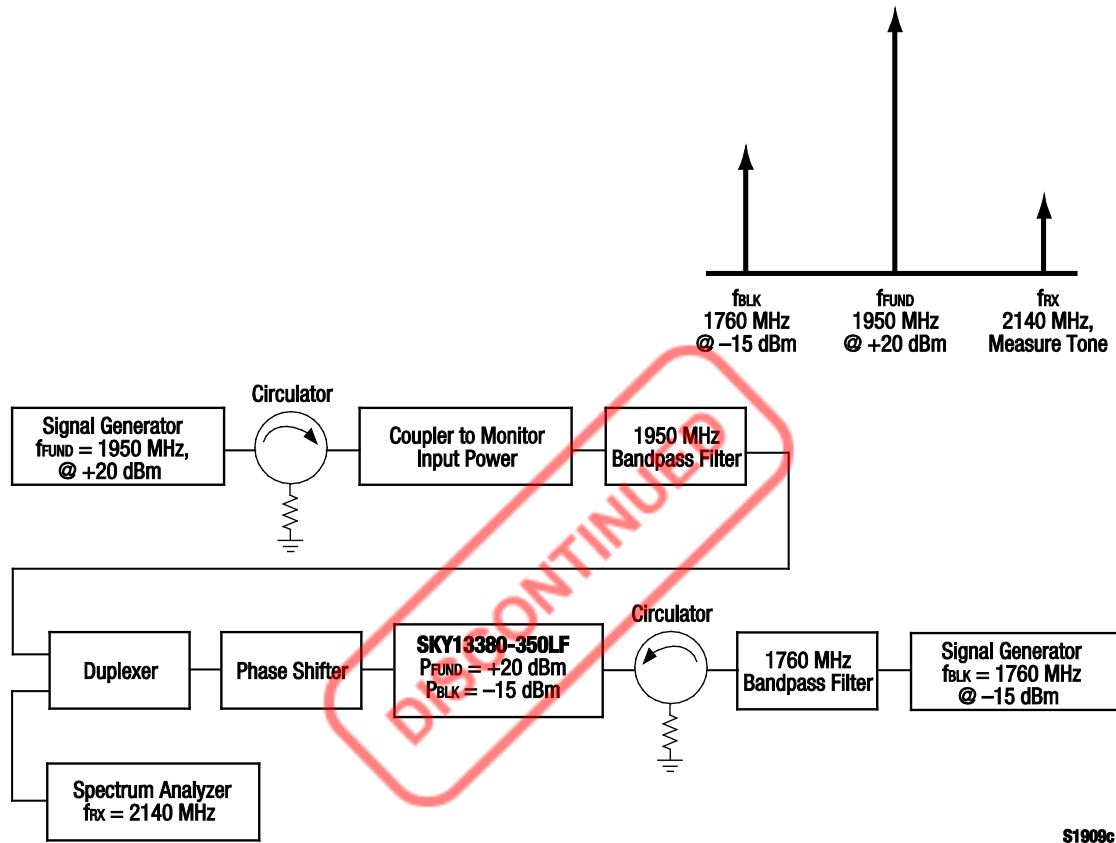 fBLK
1760 MHz
@ –15 dBm
fFUND
1950 MHz
@ +20 dBm
fRX
2140 MHz,
Measure Tone
Signal Generator
fFUND = 1950 MHz,
@ +20 dBm
Circulator
Coupler to Monitor
Input Power
1950 MHz
Bandpass Filter
Duplexer
Phase Shifter
SKY13380-350LF
PFUND = +20 dBm
PBLK = –15 dBm
Circulator
1760 MHz
Bandpass Filter
Signal Generator
fBLK = 1760 MHz
@ –15 dBm
Spectrum Analyzer
fRX = 2140 MHz
DISCONTINUED
S1909c